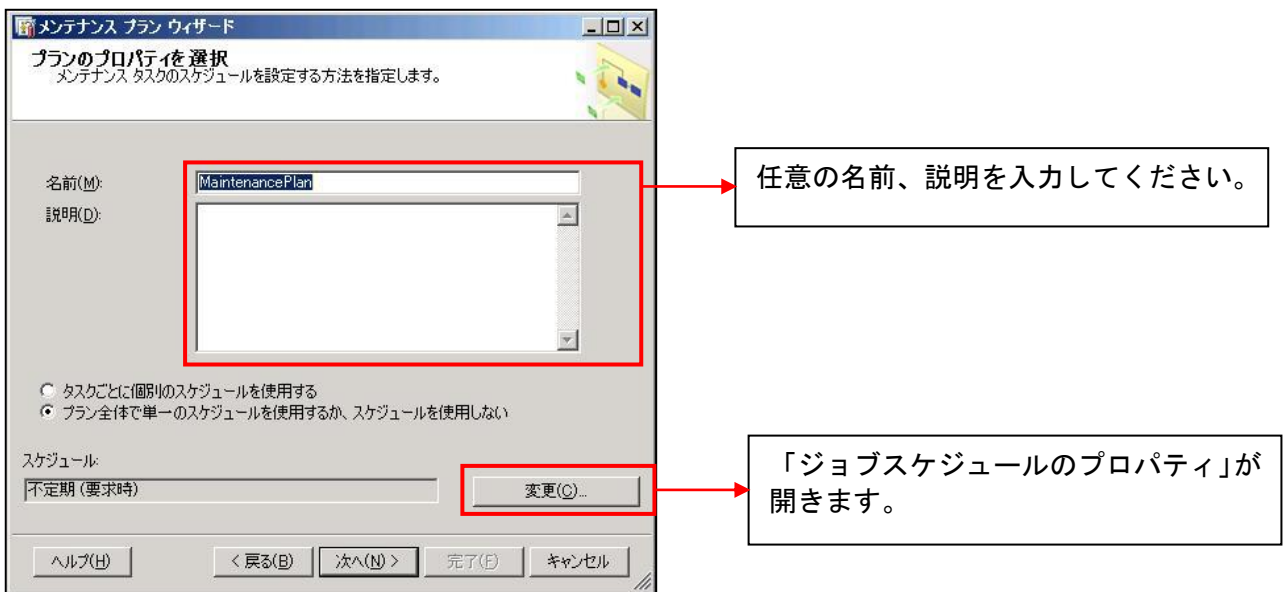 メンテナンス プラン ウィザード
プランのプロパティを選択
メンテナンス タスクのスケジュールを設定する方法を指定します。
名前(M):
MaintenancePlan
任意の名前、説明を入力してください。
説明(D):
タスクごとに個別のスケジュールを使用する
プラン全体で単一のスケジュールを使用するか、スケジュールを使用しない
スケジュール:
不定期 (要求時)
変更(C)...
「ジョブスケジュールのプロパティ」が
開きます。
ヘルプ(H)
< 戻る(B)
次へ(N) >
完了(F)
キャンセル